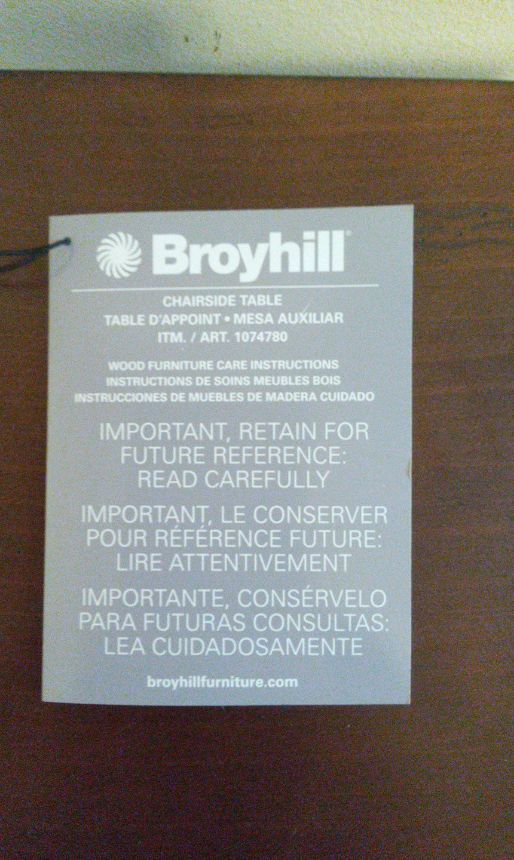 Broyhill®
CHAIRSIDE TABLE
TABLE D'APPOINT • MESA AUXILIAR
ITM. / ART. 1074780
WOOD FURNITURE CARE INSTRUCTIONS
INSTRUCTIONS DE SOINS MEUBLES BOIS
INSTRUCCIONES DE MUEBLES DE MADERA CUIDADO
IMPORTANT, RETAIN FOR
FUTURE REFERENCE:
READ CAREFULLY
IMPORTANT, LE CONSERVER
POUR RÉFÉRENCE FUTURE:
LIRE ATTENTIVEMENT
IMPORTANTE, CONSÉRVELO
PARA FUTURAS CONSULTAS:
LEA CUIDADOSAMENTE
broyhillfurniture.com